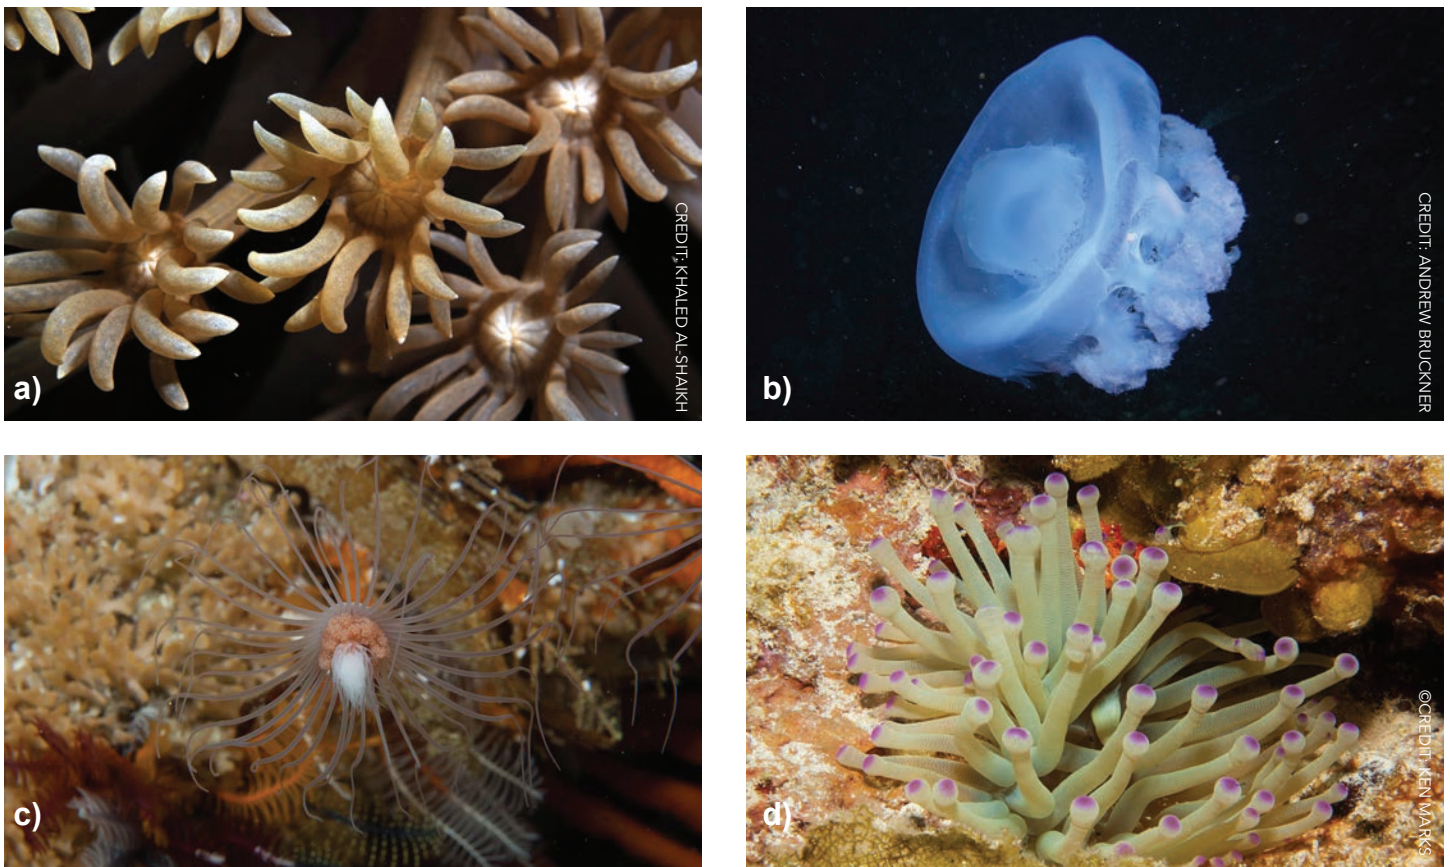 a)
CREDIT: KHALED AL-SHAIKH
b)
CREDIT: ANDREW BRUCKNER
c)
d)
©CREDIT: KEN MARKS